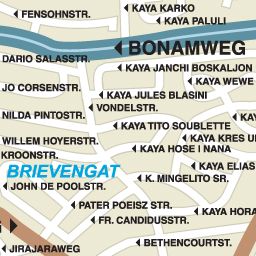 KAYA KARKO
FENSOHNSTR.
KAYA PALULI
BONAMWEG
DARIO SALASSTR.
KAYA JANCHI BOSKALJON
KAYA WEWE
JO CORSENSTR.
KAYA JULES BLASINI
VONDELSTR.
NILDA PINTOSTR.
KAYA TITO SOUBLETTE
WILLEM HOYERSTR.
KAYA KRES U
KROONSTR.
KAYA HOSE I NANA
BRIEVENGAT
KAYA ELIAS
K. MINGELITO SR.
JOHN DE POOLSTR.
PATER POEISZ STR.
KAYA HORA
FR. CANDIDUSSTR.
BETHENCOURTST.
JIRAJARAWEG